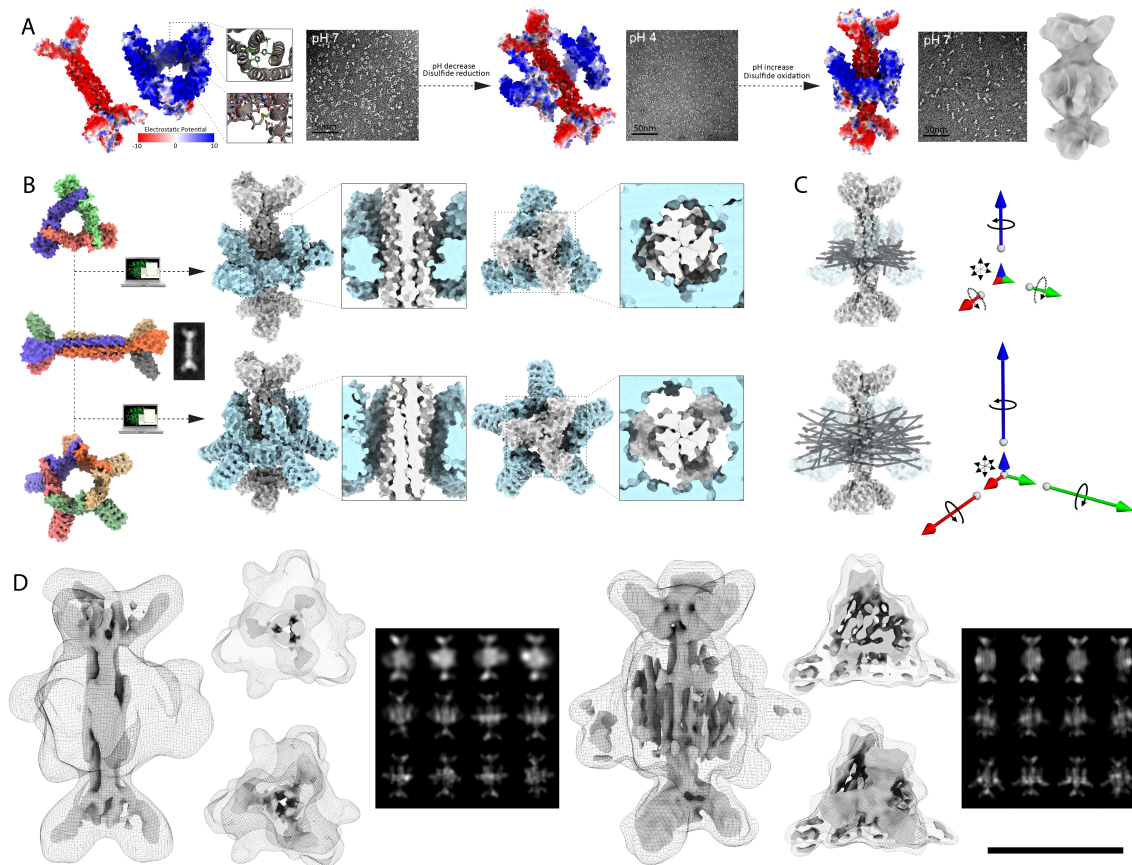 A
Electrostatic Potential
-10
0
10
pH 7
50nm
pH decrease
Disulfide reduction
pH 4
50nm
pH increase
Disulfide oxidation
pH 7
50nm
B
C
D